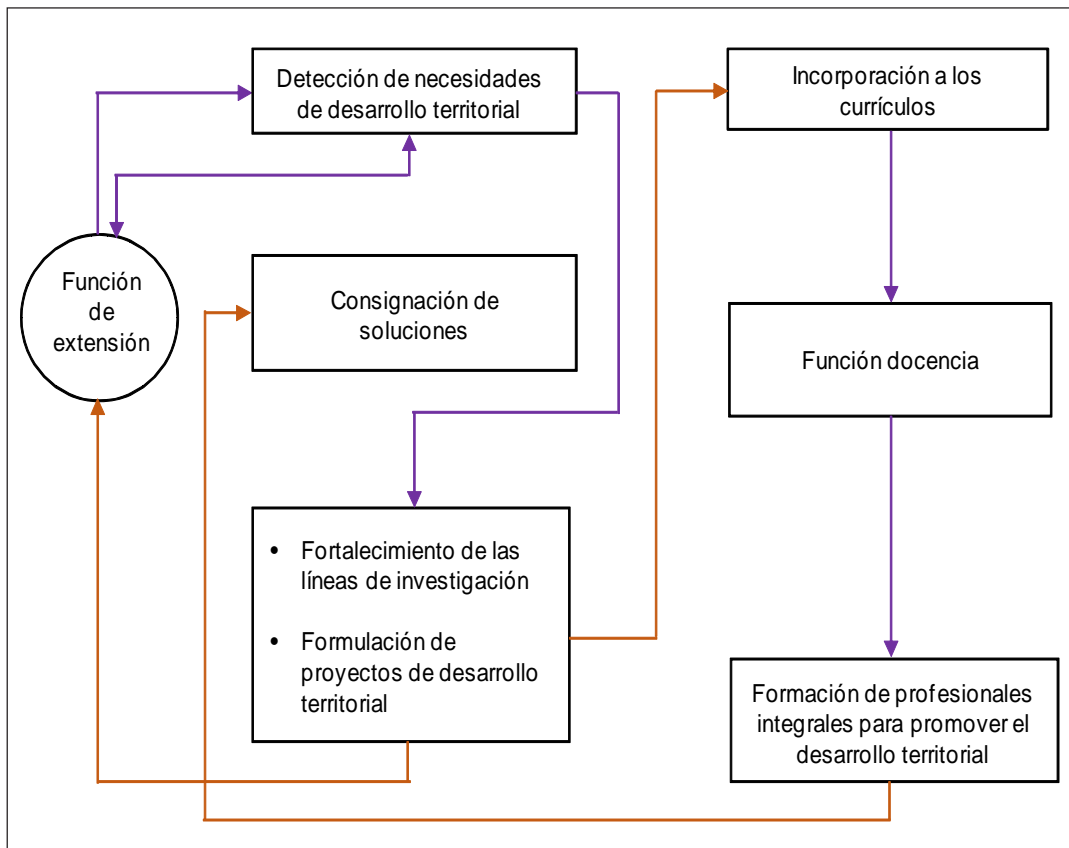 Detección de necesidades
de desarrollo territorial
Incorporación a los
currículos
Función
de
extensión
Consignación de
soluciones
Función docencia
• Fortalecimiento de las
líneas de investigación
• Formulación de
proyectos de desarrollo
territorial
Formación de profesionales
integrales para promover el
desarrollo territorial